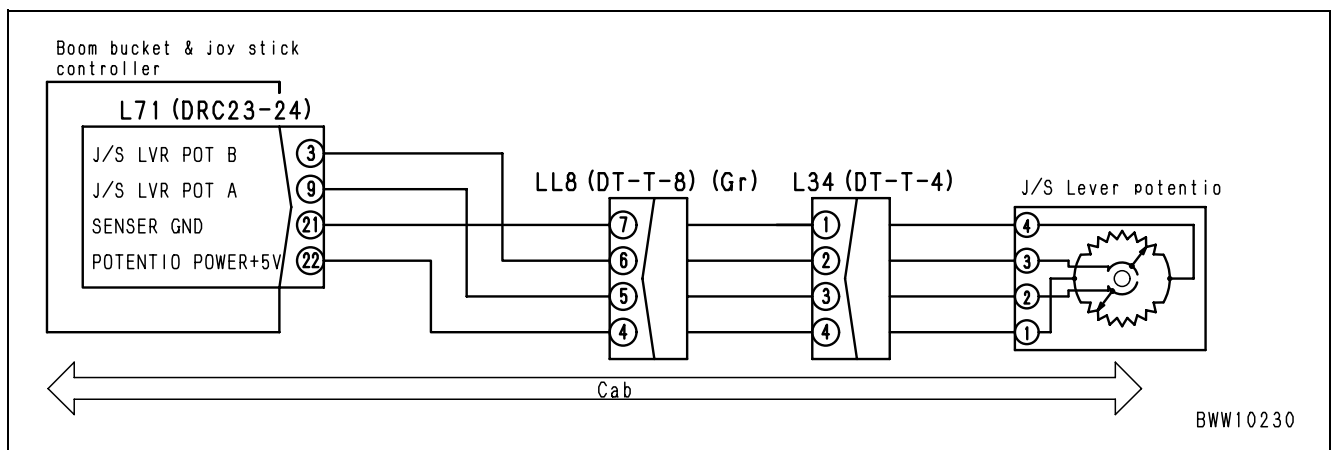 Boom bucket & joy stick
controller
L71 (DRC23-24)
J/S LVR POT B 3
J/S LVR POT A 9
SENSER GND 21
POTENTIO POWER+5V 22
LL8 (DT-T-8) (Gr)
7
6
5
4
L34 (DT-T-4)
1
2
3
4
J/S Lever potentio
4
3
2
1
Cab
BWW10230